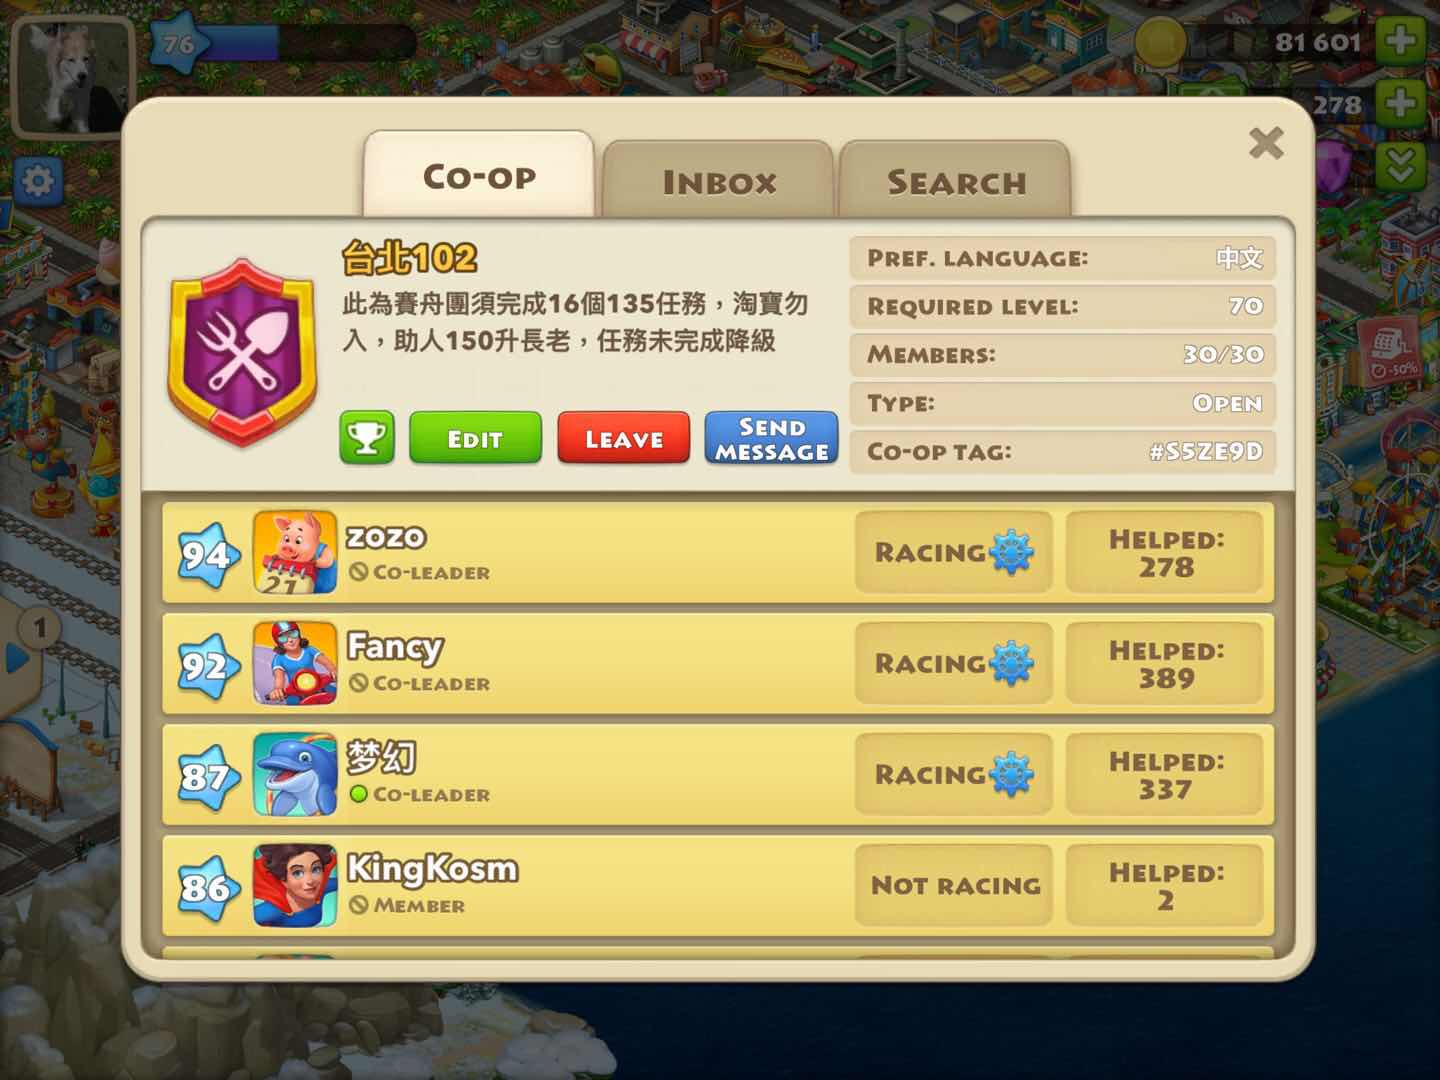 76
81 601
278
CO-OP
INBOX
SEARCH
台北102
此為賽舟團須完成16個135任務，淘寶勿
入，助人150升長老，任務未完成降級
EDIT
LEAVE
SEND
MESSAGE
PREF. LANGUAGE: 中文
REQUIRED LEVEL: 70
MEMBERS: 30/30
TYPE: OPEN
CO-OP TAG: #S5ZE9D
-50%
1
94
21
zozo
CO-LEADER
RACING
HELPED:
278
92
Fancy
CO-LEADER
RACING
HELPED:
389
87
梦幻
CO-LEADER
RACING
HELPED:
337
86
KingKosm
MEMBER
NOT RACING
HELPED:
2